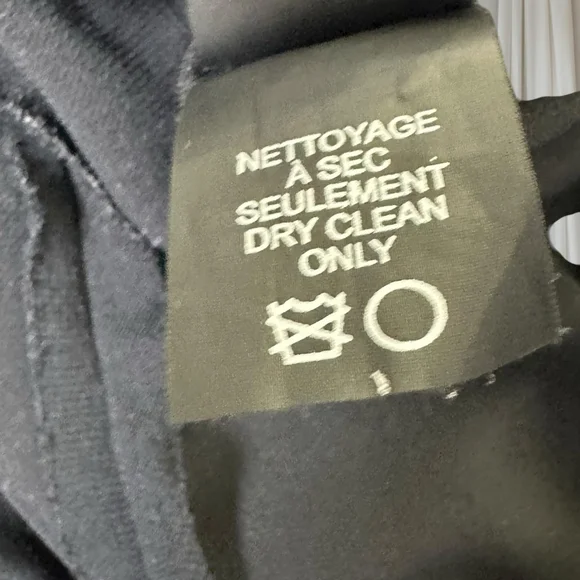 NETTOYAGE
À SEC
SEULEMENT
DRY CLEAN
ONLY